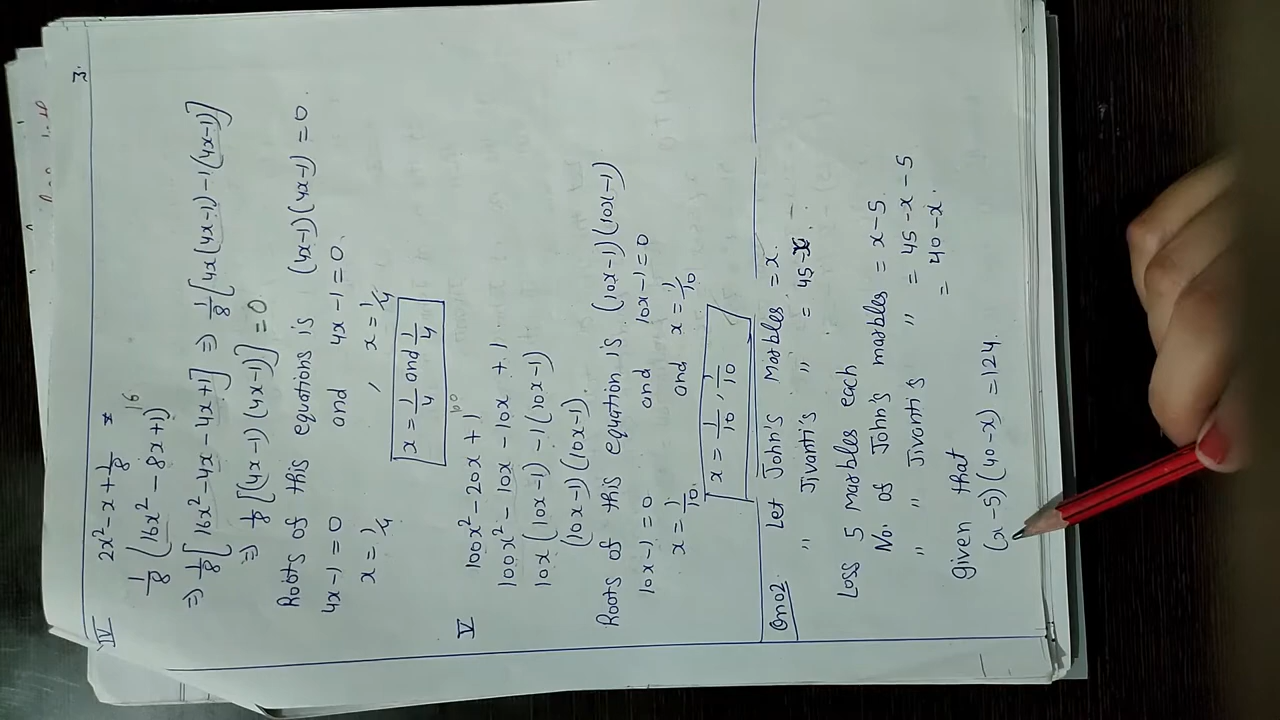 3.
IV 2x² - x + 1/8 =
1/8 (16x² - 8x + 1) 16
⇒ 1/8 [16x² - 4x - 4x + 1] ⇒ 1/8 [4x(4x-1) - 1(4x-1)]
⇒ 1/8 [(4x-1)(4x-1)] = 0
Roots of this equations is (4x-1)(4x-1) = 0.
4x-1 = 0 and 4x-1 = 0.
x = 1/4 , x = 1/4
x = 1/4 and 1/4
V 100x² - 20x + 1
100x² - 10x - 10x + 1
10x(10x-1) - 1(10x-1)
(10x-1)(10x-1).
Roots of this equation is (10x-1)(10x-1)
10x-1 = 0 and 10x-1 = 0
x = 1/10. and x = 1/10
x = 1/10, 1/10
Qno2. Let John's Marbles = x.
" Jivanti's " = 45-x.
Loss 5 marbles each
No. of John's marbles = x-5.
" " Jivanti's " = 45-x-5
= 40-x.
given that
(x-5)(40-x) = 124.